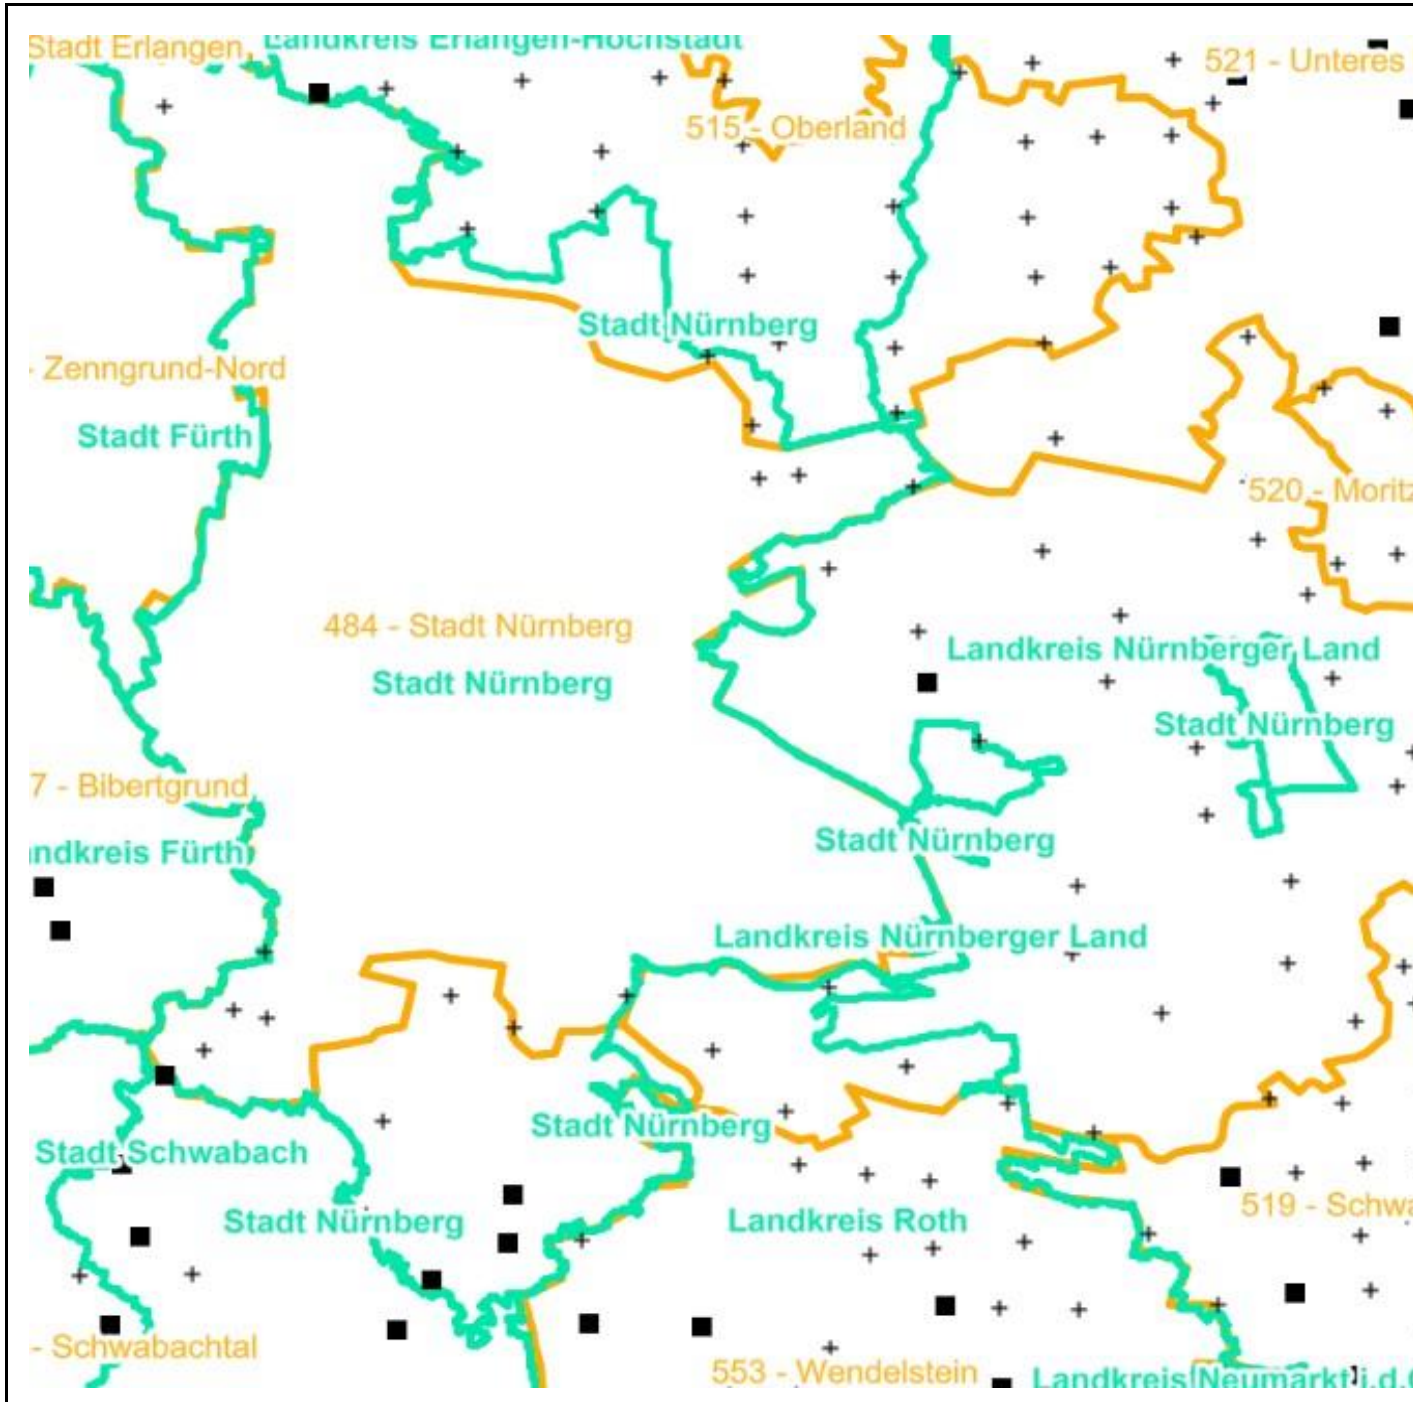 Landkreis Erlangen-Höchstadt
Stadt Erlangen
521 - Unteres
515 - Oberland
Stadt Nürnberg
- Zenngrund-Nord
Stadt Fürth
520 - Moritz
484 - Stadt Nürnberg
Landkreis Nürnberger Land
Stadt Nürnberg
Stadt Nürnberg
7 - Bibertgrund
Stadt Nürnberg
ndkreis Fürth
Landkreis Nürnberger Land
Stadt Nürnberg
Stadt Schwabach
519 - Schwa
Stadt Nürnberg
Landkreis Roth
- Schwabachtal
553 - Wendelstein
Landkreis Neumarkt i.d.